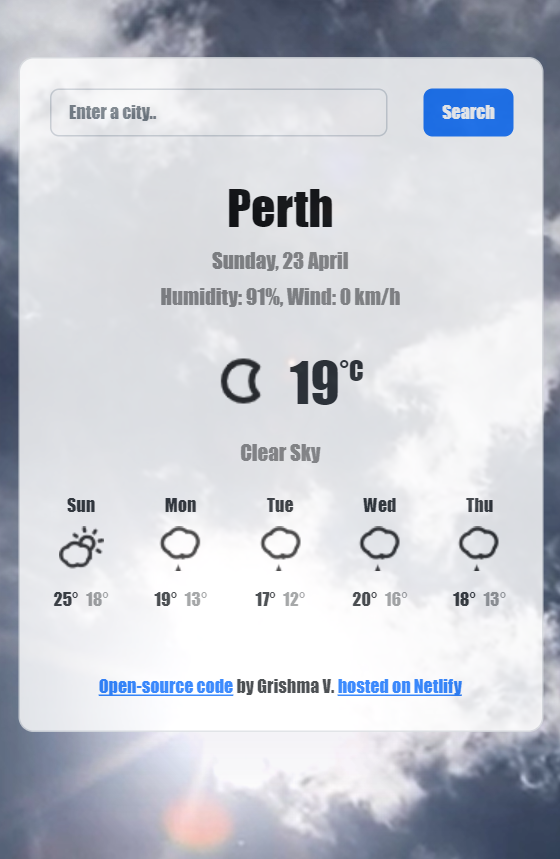 Enter a city..
Search
Perth
Sunday, 23 April
Humidity: 91%, Wind: 0 km/h
19°C
Clear Sky
Sun Mon Tue Wed Thu
25° 18° 19° 13° 17° 12° 20° 16° 18° 13°
Open-source code by Grishma V. hosted on Netlify